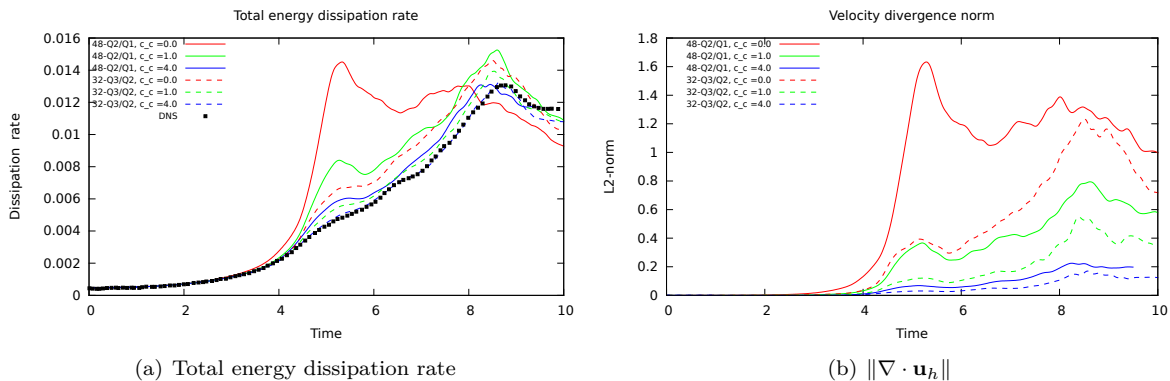 Total energy dissipation rate
0.016
0.014
0.012
0.01
0.008
0.006
0.004
0.002
0
Dissipation rate
48-Q2/Q1, c_c =0.0
48-Q2/Q1, c_c =1.0
48-Q2/Q1, c_c =4.0
32-Q3/Q2, c_c =0.0
32-Q3/Q2, c_c =1.0
32-Q3/Q2, c_c =4.0
DNS
0 2 4 6 8 10
Time
(a) Total energy dissipation rate
Velocity divergence norm
1.8
1.6
1.4
1.2
1
0.8
0.6
0.4
0.2
0
L2-norm
48-Q2/Q1, c_c =0.0
48-Q2/Q1, c_c =1.0
48-Q2/Q1, c_c =4.0
32-Q3/Q2, c_c =0.0
32-Q3/Q2, c_c =1.0
32-Q3/Q2, c_c =4.0
0 2 4 6 8 10
Time
(b) ‖∇ · u_h‖